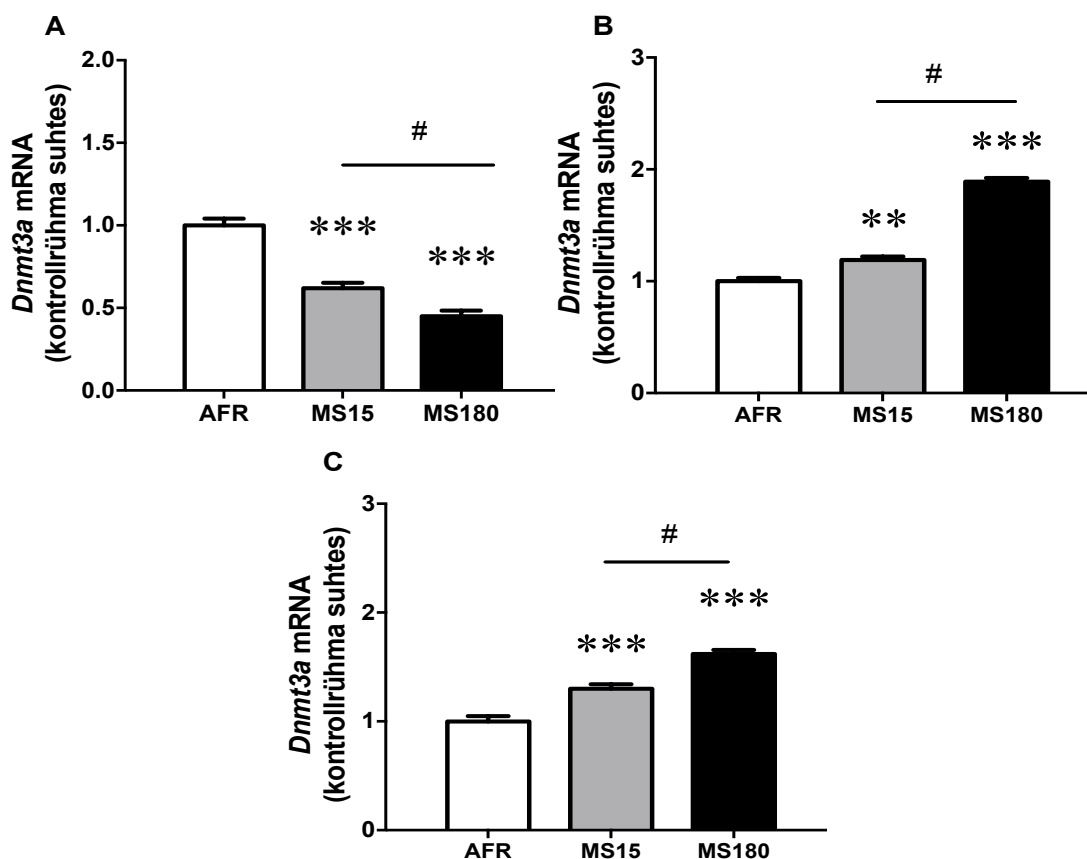 A
Dnmt3a mRNA
(kontrollrühma suhtes)
2.0
1.5
1.0
0.5
0.0
#
***
***
AFR
MS15
MS180
B
Dnmt3a mRNA
(kontrollrühma suhtes)
3
2
1
0
#
**
***
AFR
MS15
MS180
C
Dnmt3a mRNA
(kontrollrühma suhtes)
3
2
1
0
#
***
***
AFR
MS15
MS180